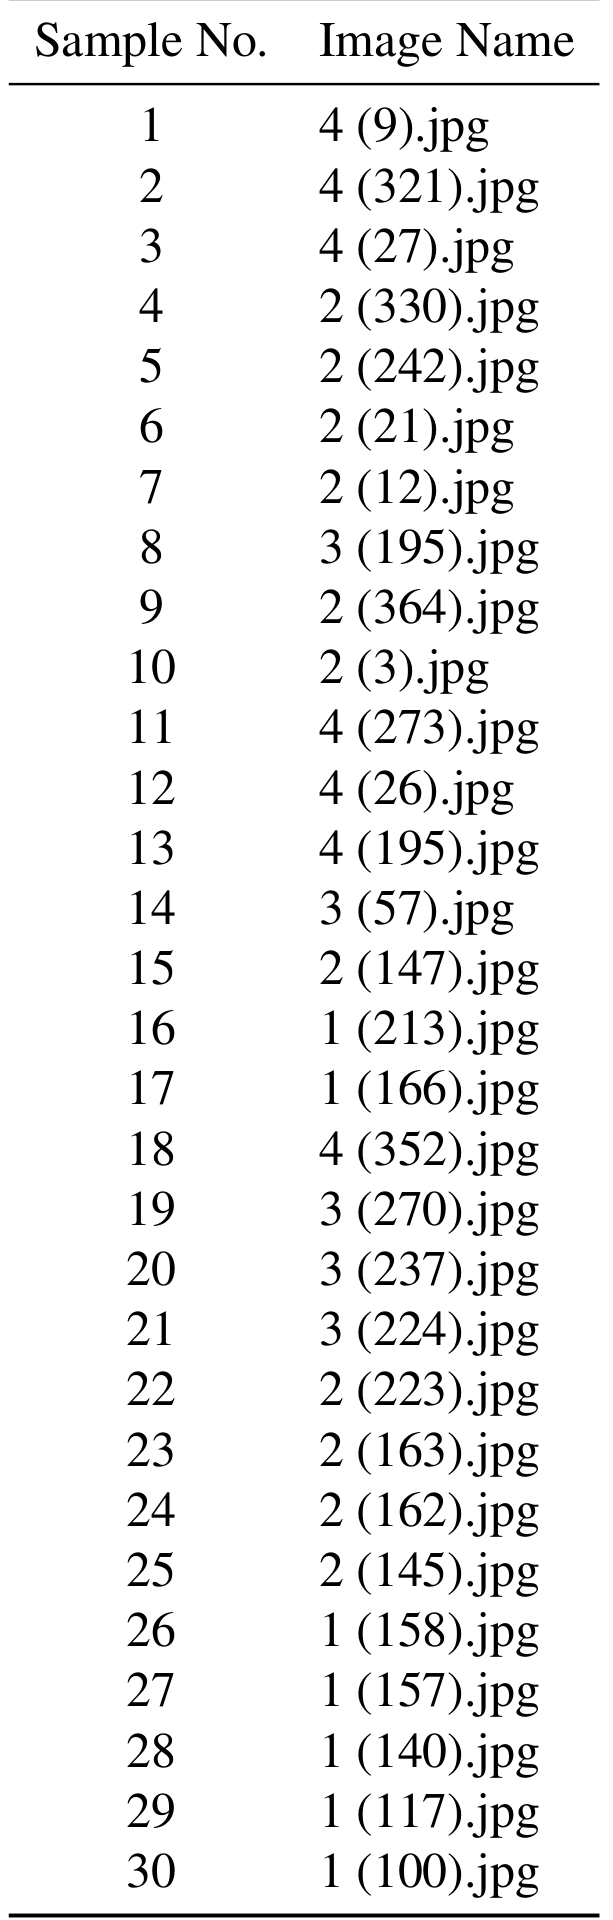 Sample No. Image Name
1 4 (9).jpg
2 4 (321).jpg
3 4 (27).jpg
4 2 (330).jpg
5 2 (242).jpg
6 2 (21).jpg
7 2 (12).jpg
8 3 (195).jpg
9 2 (364).jpg
10 2 (3).jpg
11 4 (273).jpg
12 4 (26).jpg
13 4 (195).jpg
14 3 (57).jpg
15 2 (147).jpg
16 1 (213).jpg
17 1 (166).jpg
18 4 (352).jpg
19 3 (270).jpg
20 3 (237).jpg
21 3 (224).jpg
22 2 (223).jpg
23 2 (163).jpg
24 2 (162).jpg
25 2 (145).jpg
26 1 (158).jpg
27 1 (157).jpg
28 1 (140).jpg
29 1 (117).jpg
30 1 (100).jpg